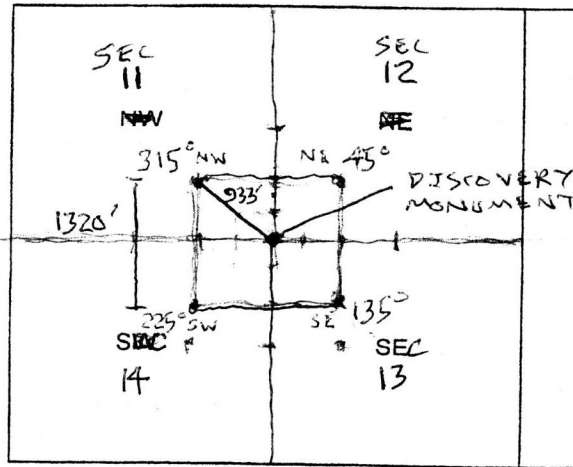 SEC
11
NW
SEC
12
NE
315° NW
NE 45°
933'
DISCOVERY
MONUMENT
1320'
225° SW
SE 135°
SEC
14
SEC
13